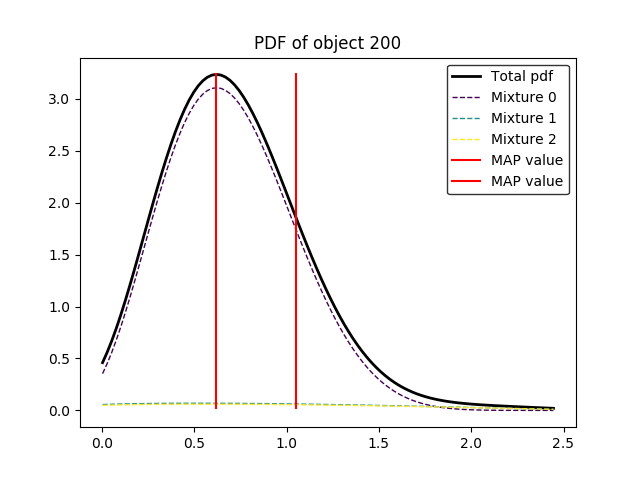 PDF of object 200
Total pdf
Mixture 0
Mixture 1
Mixture 2
MAP value
MAP value
3.0
2.5
2.0
1.5
1.0
0.5
0.0
0.0 0.5 1.0 1.5 2.0 2.5